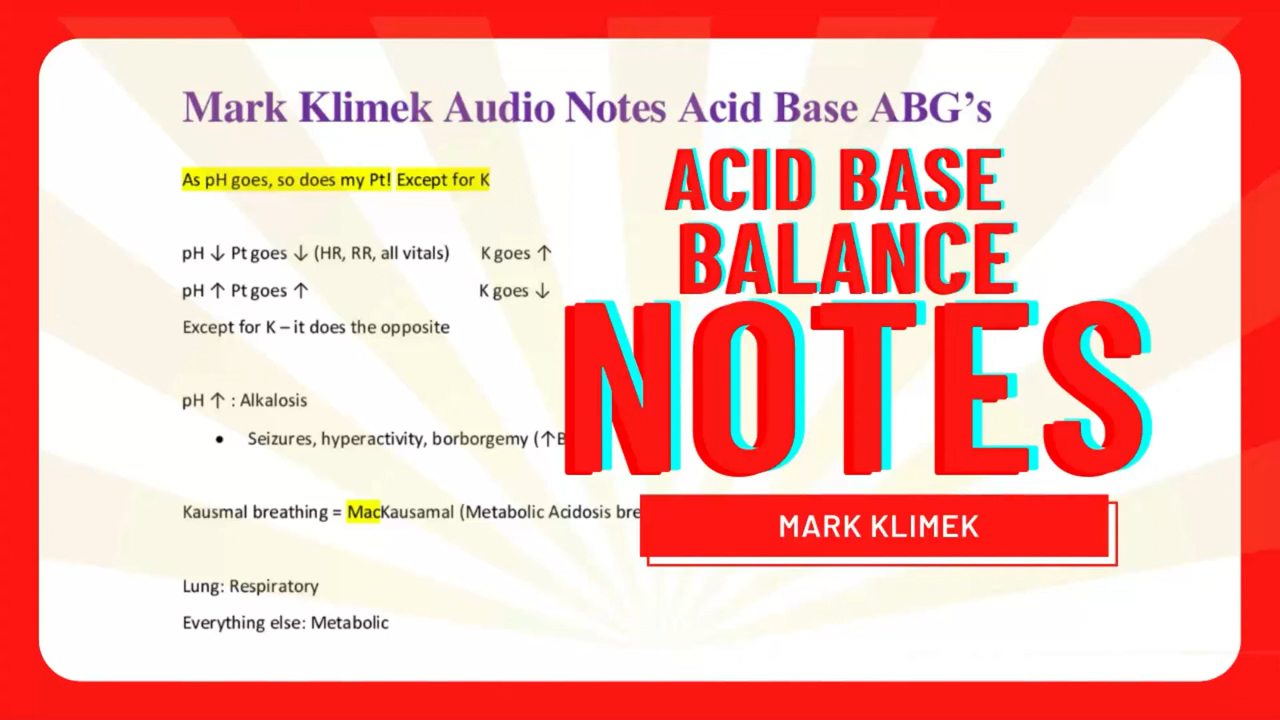 Mark Klimek Audio Notes Acid Base ABG's
As pH goes, so does my Pt! Except for K
pH ↓ Pt goes ↓ (HR, RR, all vitals) K goes ↑
pH ↑ Pt goes ↑ K goes ↓
Except for K – it does the opposite
pH ↑ : Alkalosis
• Seizures, hyperactivity, borborgemy (↑B
Kausmal breathing = MacKausamal (Metabolic Acidosis bre
Lung: Respiratory
Everything else: Metabolic
ACID BASE
BALANCE
NOTES
MARK KLIMEK